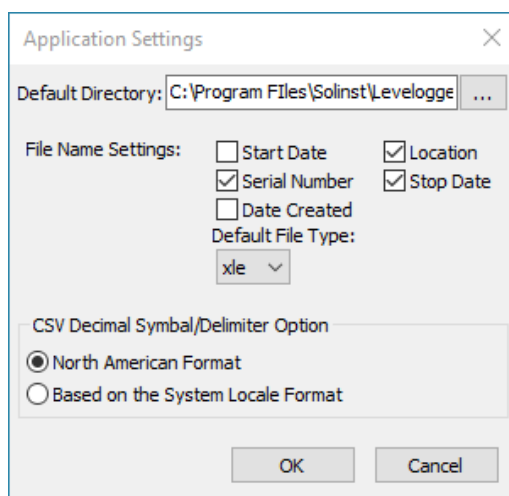 Application Settings
Default Directory: C:\Program FIles\Solinst\Levelogge ...
File Name Settings: Start Date Location
Serial Number Stop Date
Date Created
Default File Type:
xle
CSV Decimal Symbol/Delimiter Option
North American Format
Based on the System Locale Format
OK Cancel